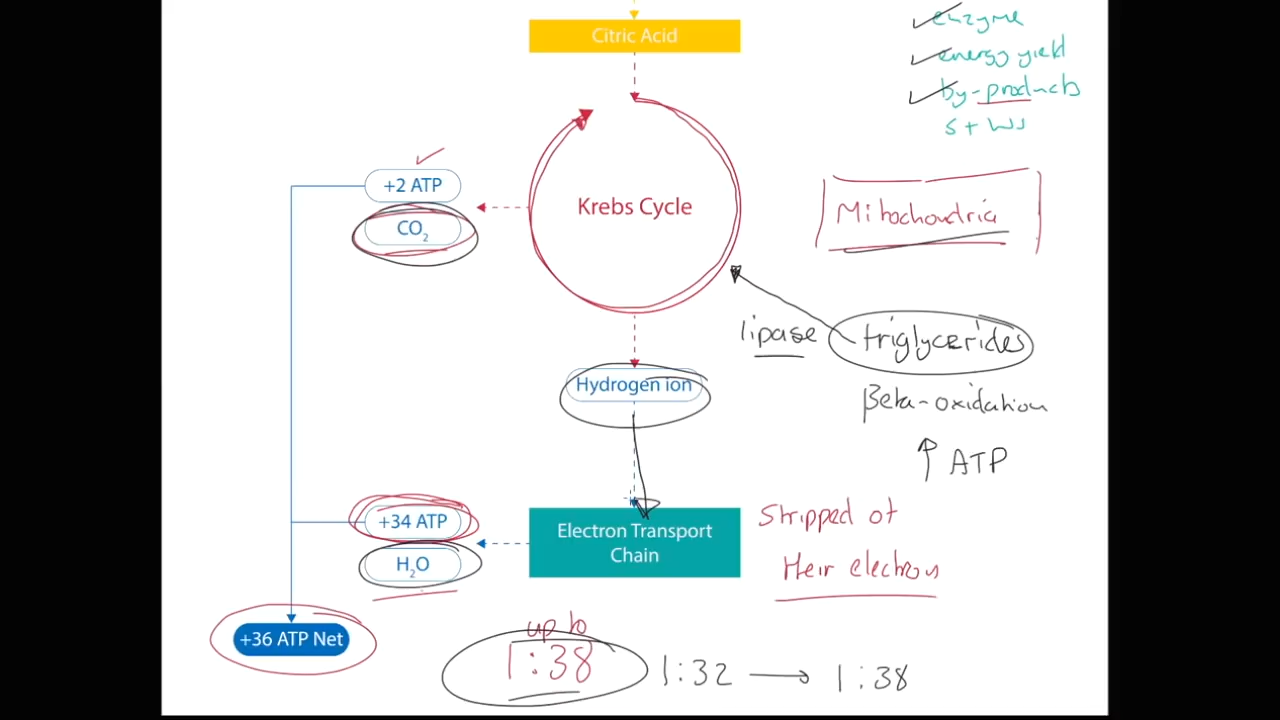 Citric Acid
enzyme
energy yield
by-products
S + Ws
+2 ATP
CO₂
Krebs Cycle
Mitochondria
lipase
triglycerides
Hydrogen ion
Beta-oxidation
↑ ATP
+34 ATP
H₂O
Electron Transport
Chain
Stripped of
their electron
+36 ATP Net
up to
1:38
1:32 → 1:38